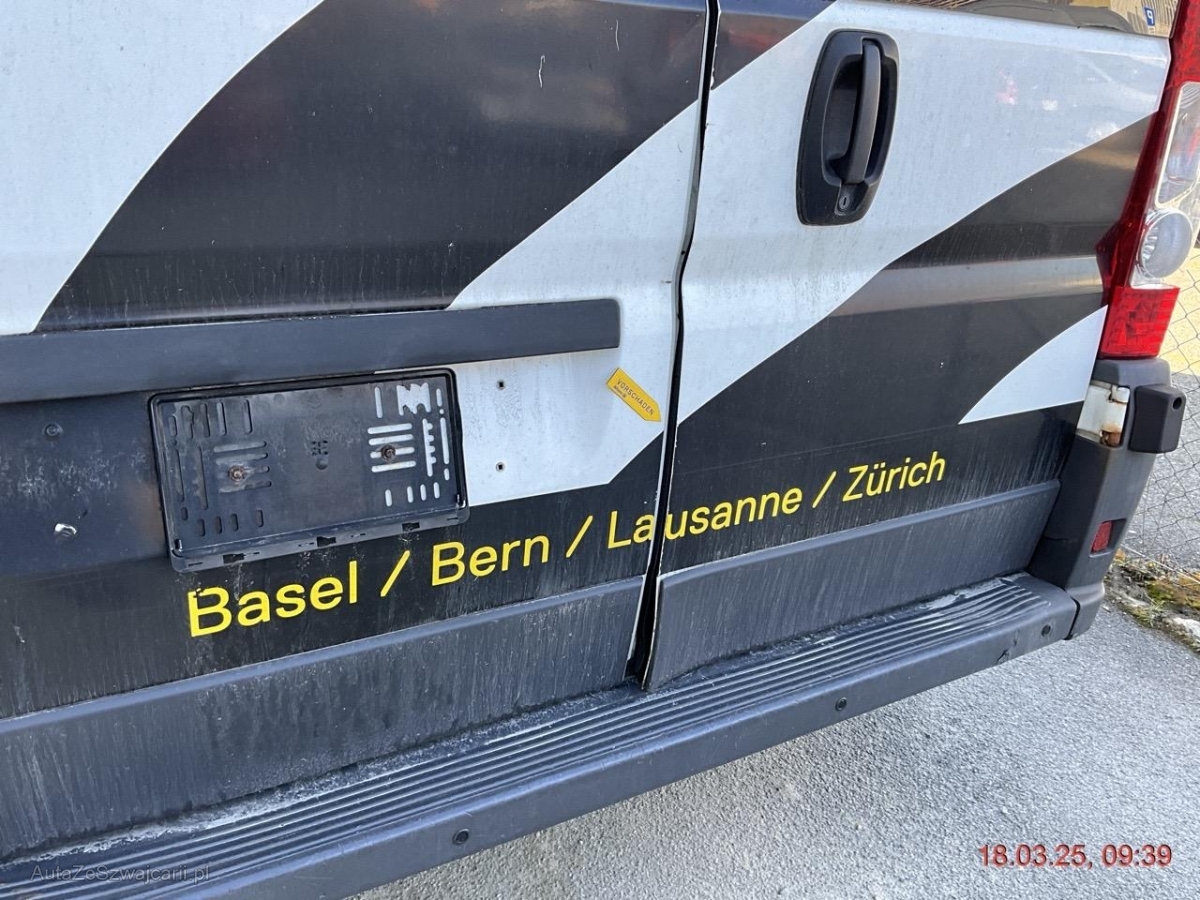 P
VORSCHADEN
Basel / Bern / Lausanne / Zürich
18.03.25, 09:39
AutaZeSzwajcarii.pl